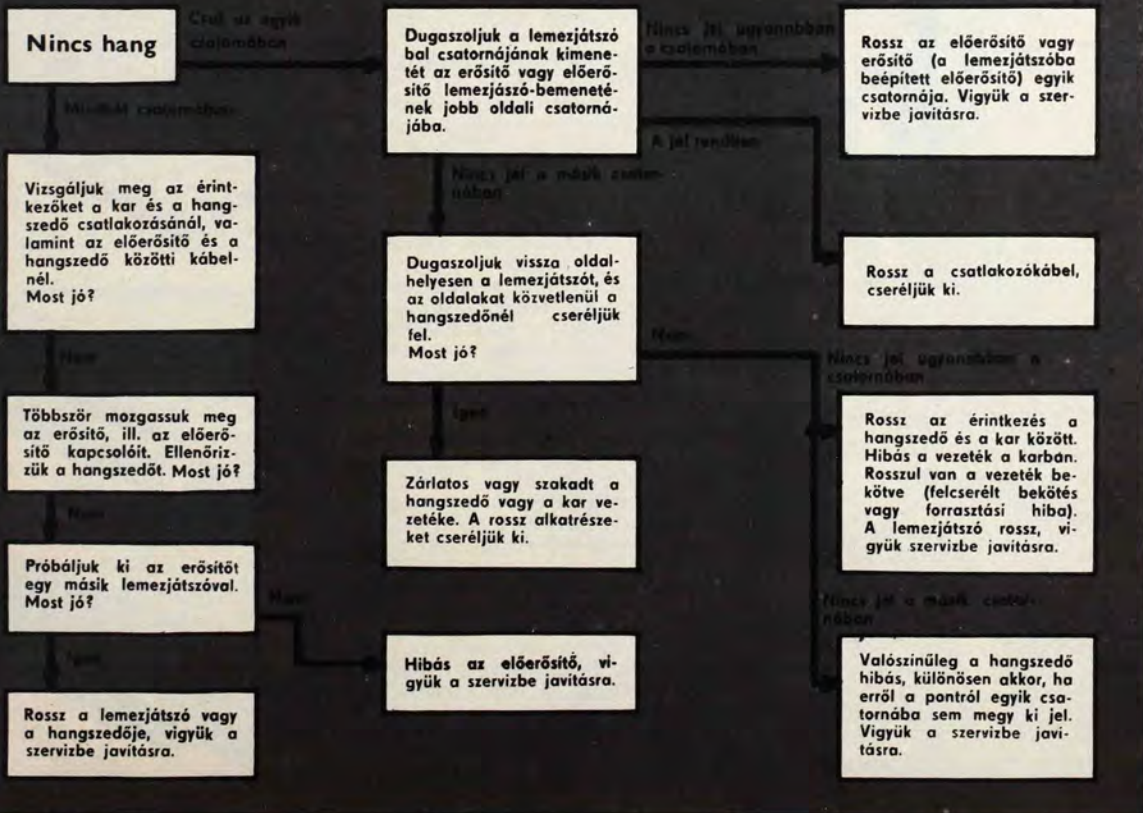 Nincs hang
Csak az egyik
csatornában
Mindkét csatornában
Vizsgáljuk meg az érint-
kezőket a kar és a hang-
szedő csatlakozásánál, va-
lamint az előerősítő és a
hangszedő közötti kábel-
nél.
Most jó?
Nem
Többször mozgassuk meg
az erősítő, ill. az előerő-
sítő kapcsolóit. Ellenőriz-
zük a hangszedőt. Most jó?
Nem
Próbáljuk ki az erősítőt
egy másik lemezjátszóval.
Most jó?
Nem
Igen
Rossz a lemezjátszó vagy
a hangszedője, vigyük a
szervizbe javításra.
Hibás az előerősítő, vi-
gyük a szervizbe javításra.
Dugaszoljuk a lemezjátszó
bal csatornájának kimene-
tét az erősítő vagy előerő-
sítő lemezjászó-bemeneté-
nek jobb oldali csatorná-
jába.
Nincs jel a másik csator-
nában
Dugaszoljuk vissza oldal-
helyesen a lemezjátszót, és
az oldalakat közvetlenül a
hangszedőnél cseréljük
fel.
Most jó?
Igen
Zárlatos vagy szakadt a
hangszedő vagy a kar ve-
zetéke. A rossz alkatrésze-
ket cseréljük ki.
Nincs jel ugyanabban
a csatornában
Rossz az előerősítő vagy
erősítő (a lemezjátszóba
beépített előerősítő) egyik
csatornája. Vigyük a szer-
vizbe javításra.
A jel rendben
Rossz a csatlakozókábel,
cseréljük ki.
Nem
Nincs jel ugyanabban a
csatornában
Rossz az érintkezés a
hangszedő és a kar között.
Hibás a vezeték a karban.
Rosszul van a vezeték be-
kötve (felcserélt bekötés
vagy forrasztási hiba).
A lemezjátszó rossz, vi-
gyük szervizbe javításra.
Nincs jel a másik csator-
nában
Valószínűleg a hangszedő
hibás, különösen akkor, ha
erről a pontról egyik csa-
tornába sem megy ki jel.
Vigyük a szervizbe javí-
tásra.